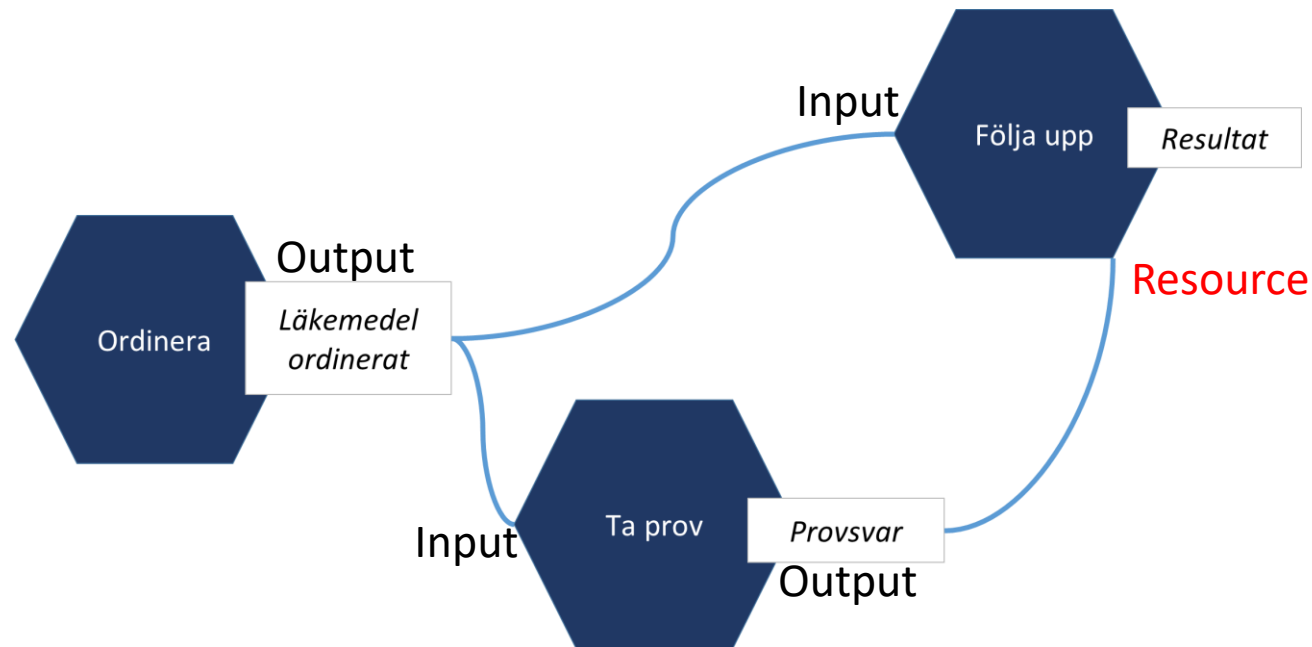 Input
Följa upp
Resultat
Output
Resource
Ordinera
Läkemedel
ordinerat
Input
Ta prov
Provsvar
Output